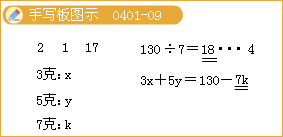 手写板图示 0401-09
2 1 17
130÷7=18··· 4
3克:x
3x+5y=130-7k
5克:y
7克:k